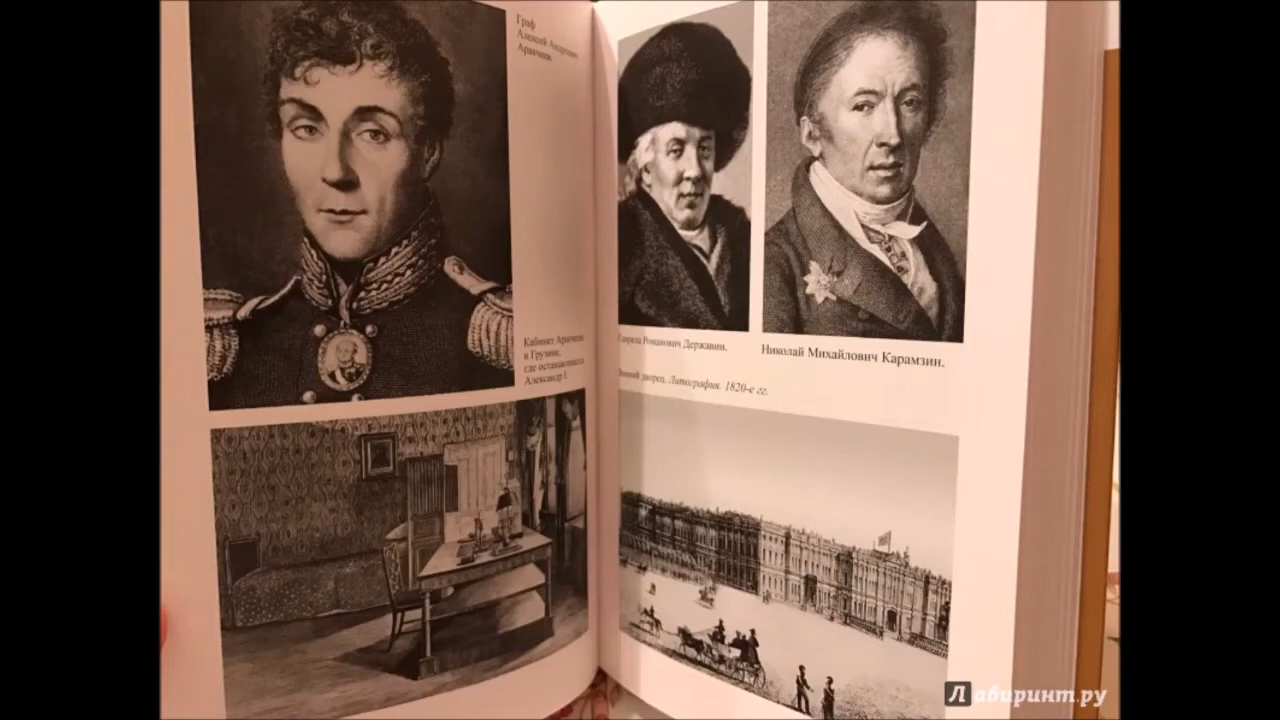 Граф
Алексей Андреевич
Аракчеев.
Кабинет Аракчеева
в Грузине,
где останавливался
Александр I.
Гаврила Романович Державин.
Николай Михайлович Карамзин.
Зимний дворец. Литография. 1820-е гг.
Лабиринт.ру